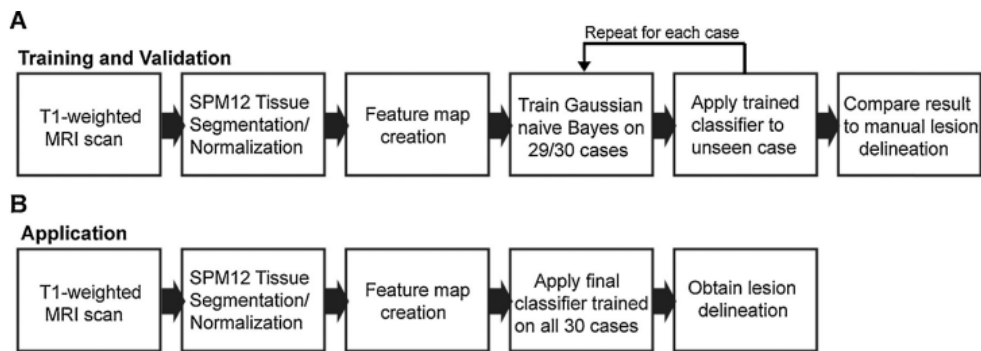 A
Training and Validation
Repeat for each case
T1-weighted
MRI scan
SPM12 Tissue
Segmentation/
Normalization
Feature map
creation
Train Gaussian
naive Bayes on
29/30 cases
Apply trained
classifier to
unseen case
Compare result
to manual lesion
delineation
B
Application
T1-weighted
MRI scan
SPM12 Tissue
Segmentation/
Normalization
Feature map
creation
Apply final
classifier trained
on all 30 cases
Obtain lesion
delineation